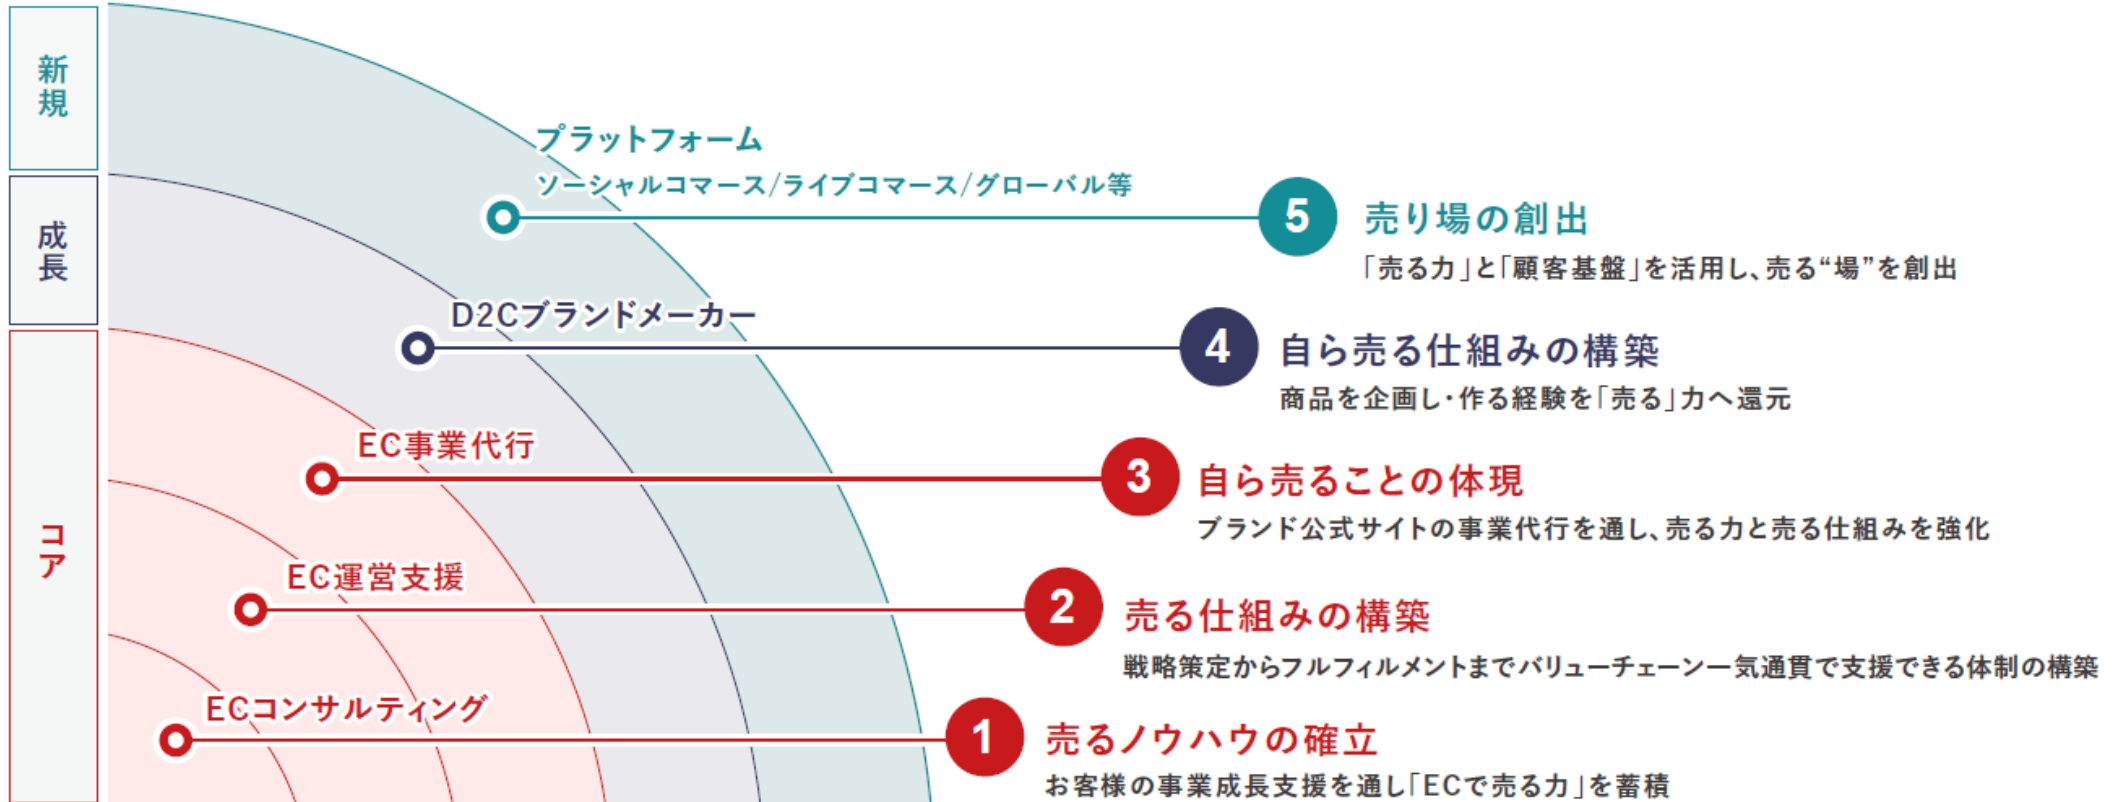 新規
成長
コア
プラットフォーム
ソーシャルコマース/ライブコマース/グローバル等
5
売り場の創出
「売る力」と「顧客基盤」を活用し、売る“場”を創出
D2Cブランドメーカー
4
自ら売る仕組みの構築
商品を企画し・作る経験を「売る」力へ還元
EC事業代行
3
自ら売ることの体現
ブランド公式サイトの事業代行を通し、売る力と売る仕組みを強化
EC運営支援
2
売る仕組みの構築
戦略策定からフルフィルメントまでバリューチェーン一気通貫で支援できる体制の構築
ECコンサルティング
1
売るノウハウの確立
お客様の事業成長支援を通し「ECで売る力」を蓄積